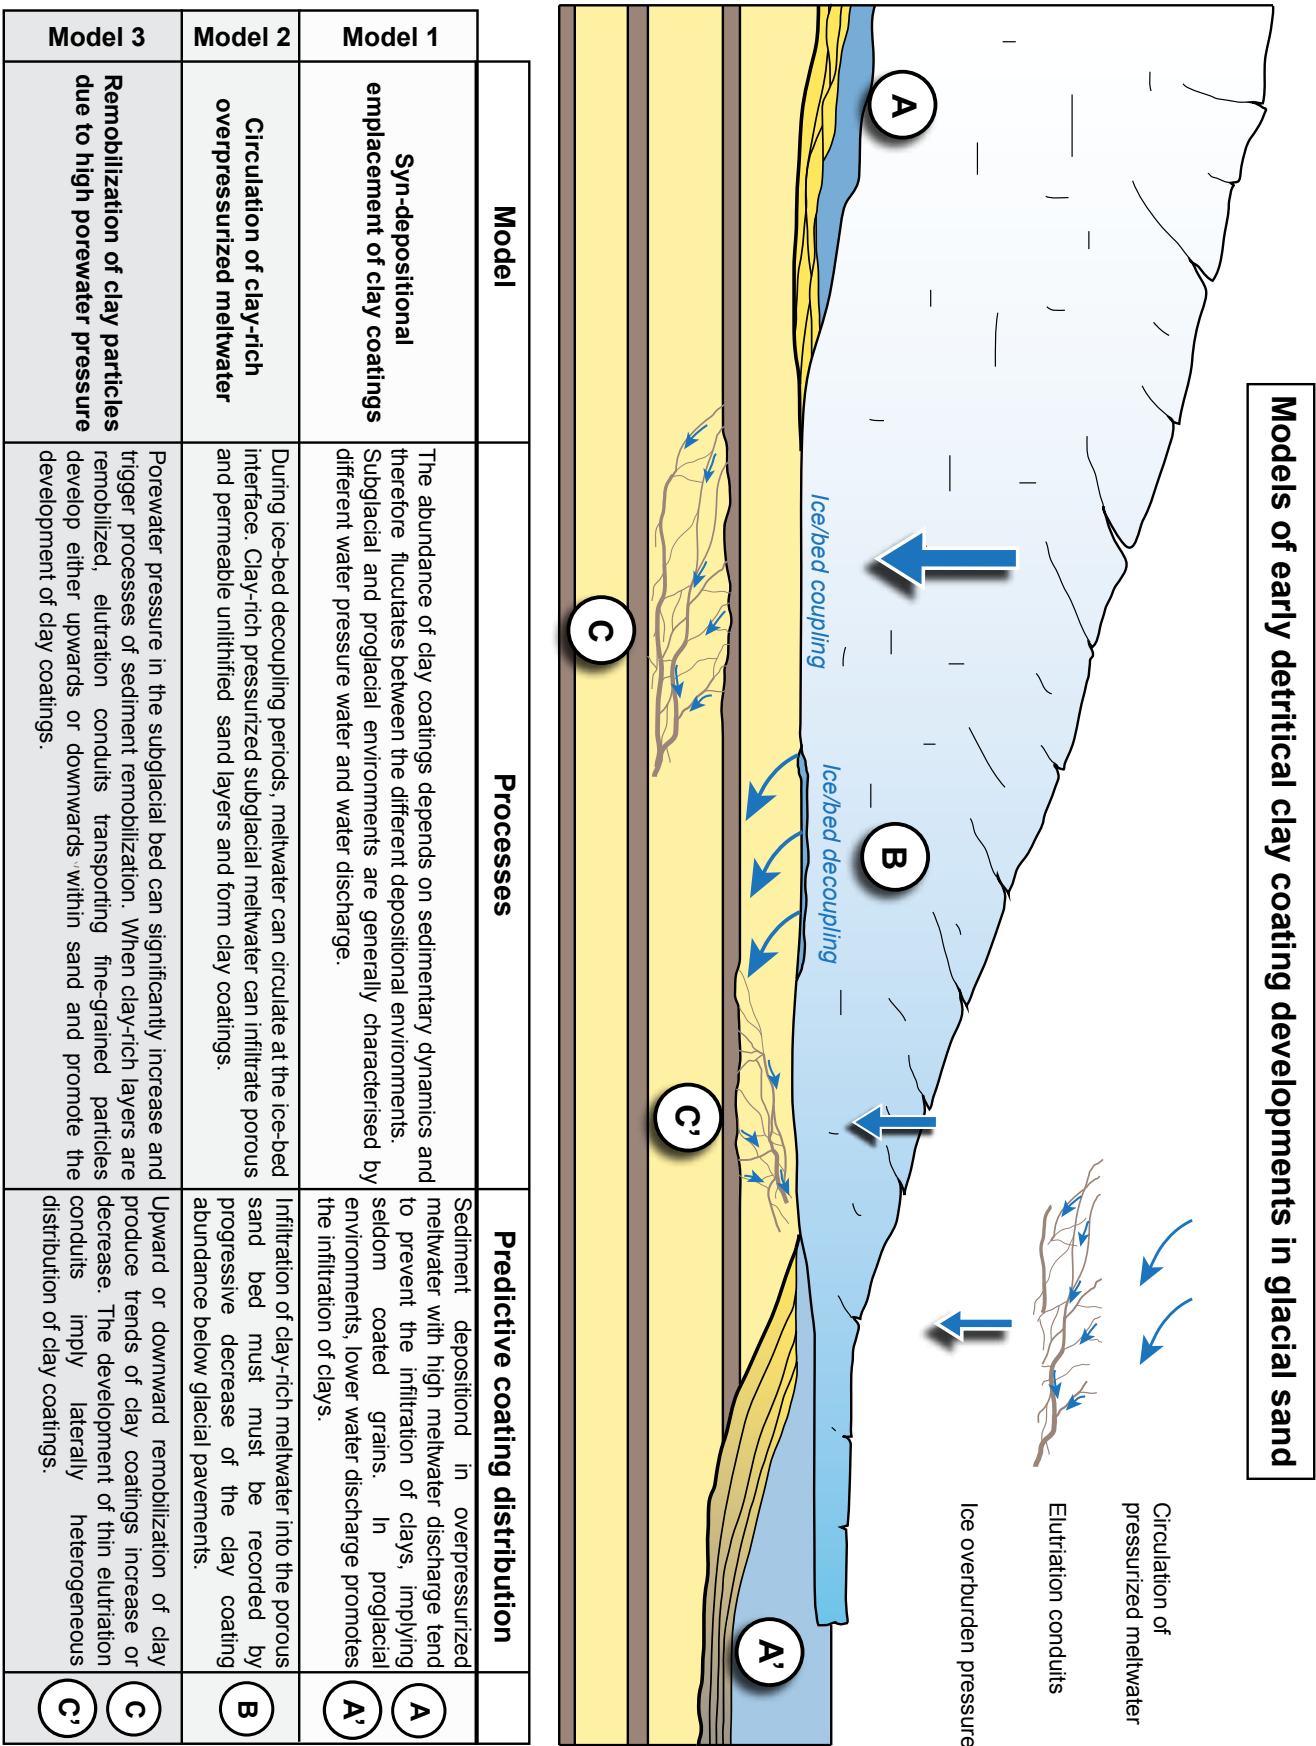 Models of early detritical clay coating developments in glacial sand
Circulation of
pressurized meltwater
Elutriation conduits
Ice overburden pressure
A
Ice/bed coupling
Ice/bed decoupling
B
C
C'
A'
Model
Processes
Predictive coating distribution
Model 1
Syn-depositional
emplacement of clay coatings
The abundance of clay coatings depends on sedimentary dynamics and
therefore flucutates between the different depositional environments.
Subglacial and proglacial environments are generally characterised by
different water pressure water and water discharge.
Sediment depositiond in overpressurized
meltwater with high meltwater discharge tend
to prevent the infiltration of clays, implying
seldom coated grains. In proglacial
environments, lower water discharge promotes
the infiltration of clays.
A
A'
Model 2
Circulation of clay-rich
overpressurized meltwater
During ice-bed decoupling periods, meltwater can circulate at the ice-bed
interface. Clay-rich pressurized subglacial meltwater can infiltrate porous
and permeable unlithified sand layers and form clay coatings.
Infiltration of clay-rich meltwater into the porous
sand bed must must be recorded by
progressive decrease of the clay coating
abundance below glacial pavements.
B
Model 3
Remobilization of clay particles
due to high porewater pressure
Porewater pressure in the subglacial bed can significantly increase and
trigger processes of sediment remobilization. When clay-rich layers are
remobilized, elutration conduits transporting fine-grained particles
develop either upwards or downwards within sand and promote the
development of clay coatings.
Upward or downward remobilization of clay
produce trends of clay coatings increase or
decrease. The development of thin elutriation
conduits imply laterally heterogeneous
distribution of clay coatings.
C
C'